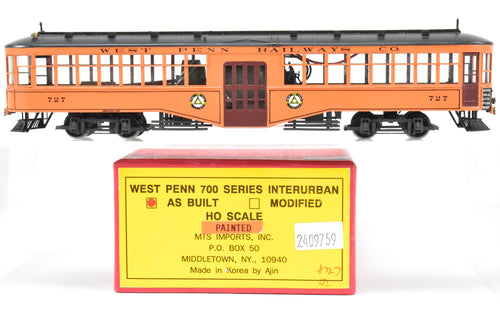 WEST PENN RAILWAYS CO.
727
727
WEST PENN 700 SERIES INTERURBAN
AS BUILT MODIFIED
HO SCALE
PAINTED
MTS IMPORTS, INC.
P.O. BOX 50
MIDDLETOWN, NY., 10940
Made in Korea by Ajin
2409759